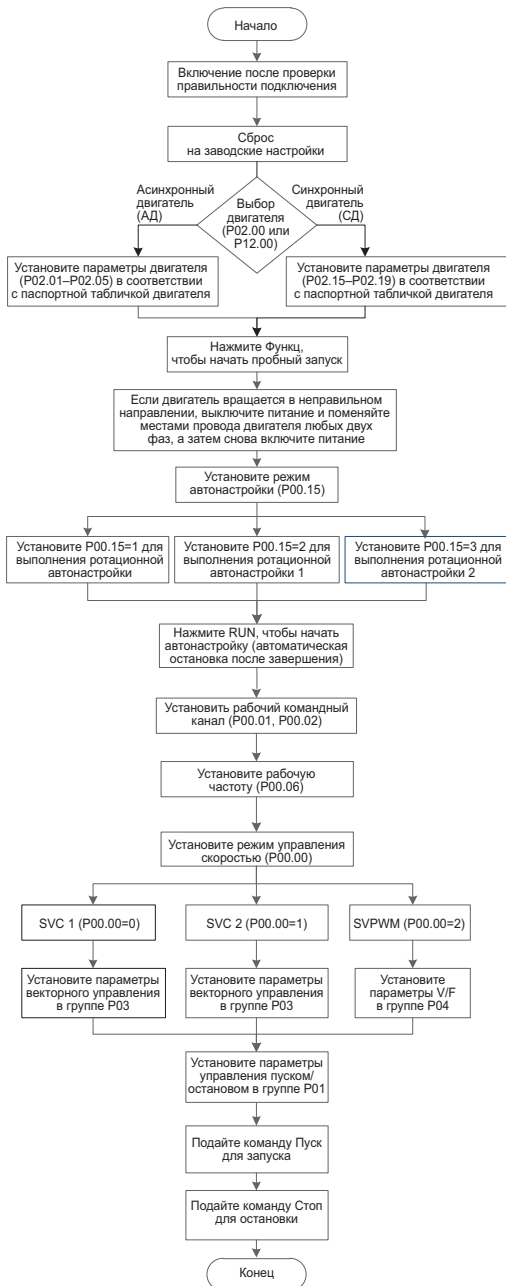 Начало
Включение после проверки
правильности подключения
Сброс
на заводские настройки
Асинхронный
двигатель
(АД)
Выбор
двигателя
(P02.00 или
P12.00)
Синхронный
двигатель
(СД)
Установите параметры двигателя
(P02.01–P02.05) в соответствии
с паспортной табличкой двигателя
Установите параметры двигателя
(P02.15–P02.19) в соответствии
с паспортной табличкой двигателя
Нажмите Функц,
чтобы начать пробный запуск
Если двигатель вращается в неправильном
направлении, выключите питание и поменяйте
местами провода двигателя любых двух
фаз, а затем снова включите питание
Установите режим
автонастройки (P00.15)
Установите P00.15=1 для
выполнения ротационной
автонастройки
Установите P00.15=2 для
выполнения ротационной
автонастройки 1
Установите P00.15=3 для
выполнения ротационной
автонастройки 2
Нажмите RUN, чтобы начать
автонастройку (автоматическая
остановка после завершения)
Установить рабочий командный
канал (P00.01, P00.02)
Установите рабочую
частоту (P00.06)
Установите режим управления
скоростью (P00.00)
SVC 1 (P00.00=0)
SVC 2 (P00.00=1)
SVPWM (P00.00=2)
Установите параметры
векторного управления
в группе P03
Установите параметры
векторного управления
в группе P03
Установите
параметры V/F
в группе P04
Установите параметры
управления пуском/
остановом в группе P01
Подайте команду Пуск
для запуска
Подайте команду Стоп
для остановки
Конец